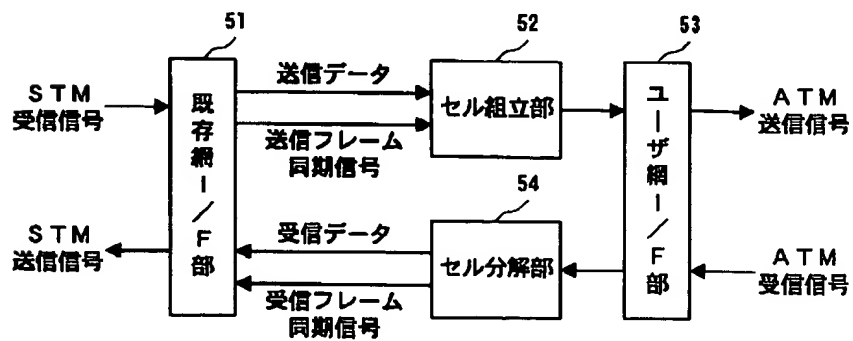 51
52
53
STM
受信信号
既存網I/F部
送信データ
送信フレーム
同期信号
セル組立部
ユーザ網I/F部
ATM
送信信号
54
STM
送信信号
受信データ
受信フレーム
同期信号
セル分解部
ATM
受信信号